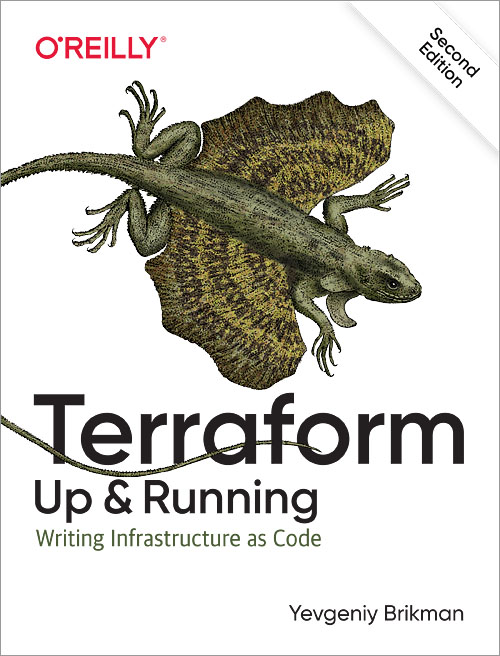 O'REILLY®
Second
Edition
Terraform
Up & Running
Writing Infrastructure as Code
Yevgeniy Brikman